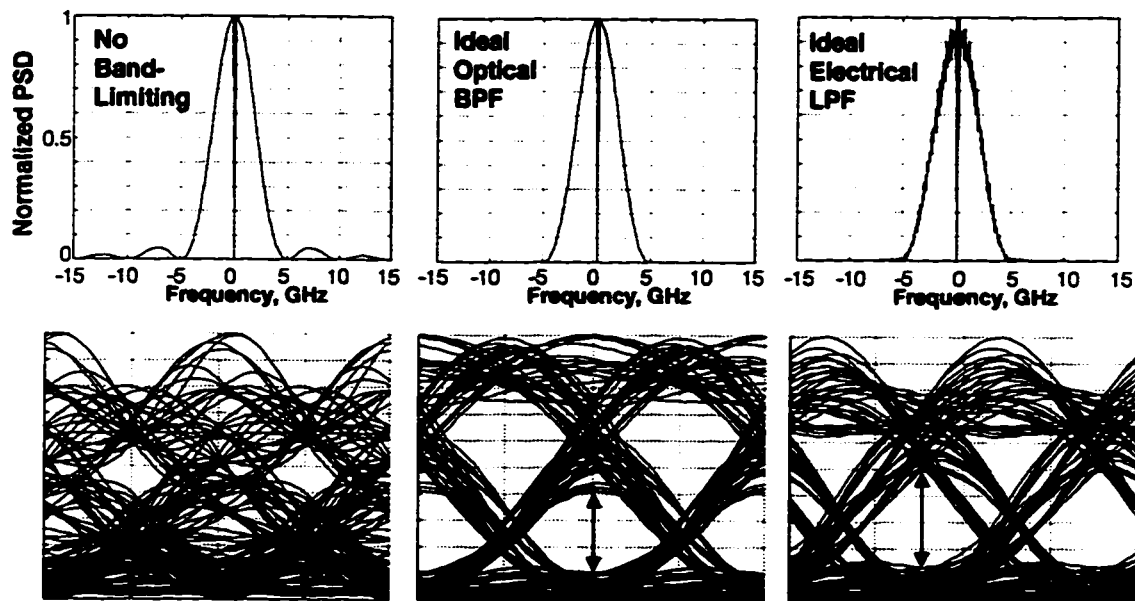 Normalized PSD
1
0.5
0
No
Band-
Limiting
-15 -10 -5 0 5 10 15
Frequency, GHz
Ideal
Optical
BPF
-15 -10 -5 0 5 10 15
Frequency, GHz
Ideal
Electrical
LPF
-15 -10 -5 0 5 10 15
Frequency, GHz